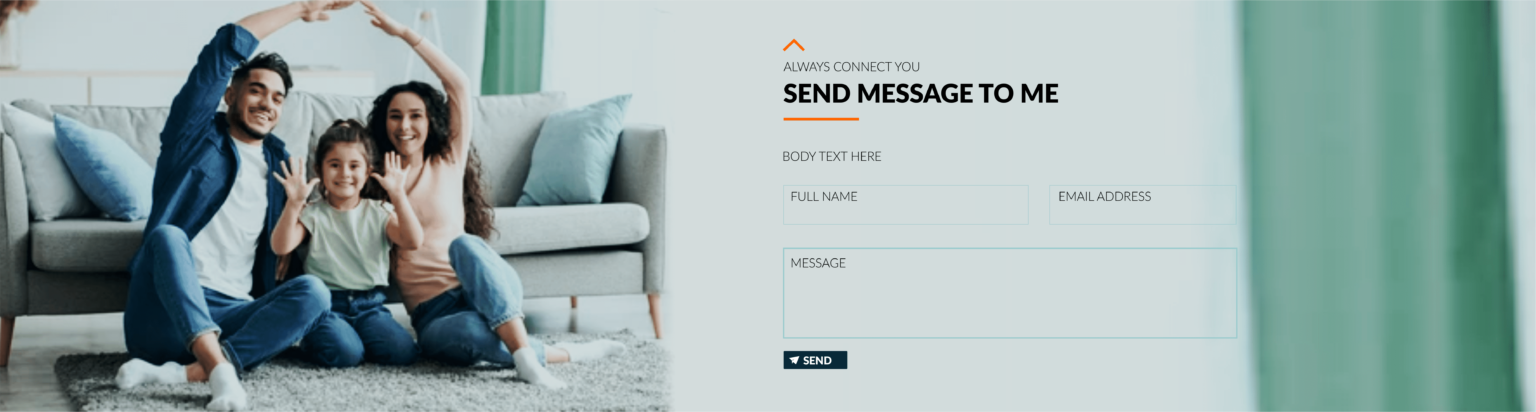 ALWAYS CONNECT YOU
SEND MESSAGE TO ME
BODY TEXT HERE
FULL NAME
EMAIL ADDRESS
MESSAGE
SEND